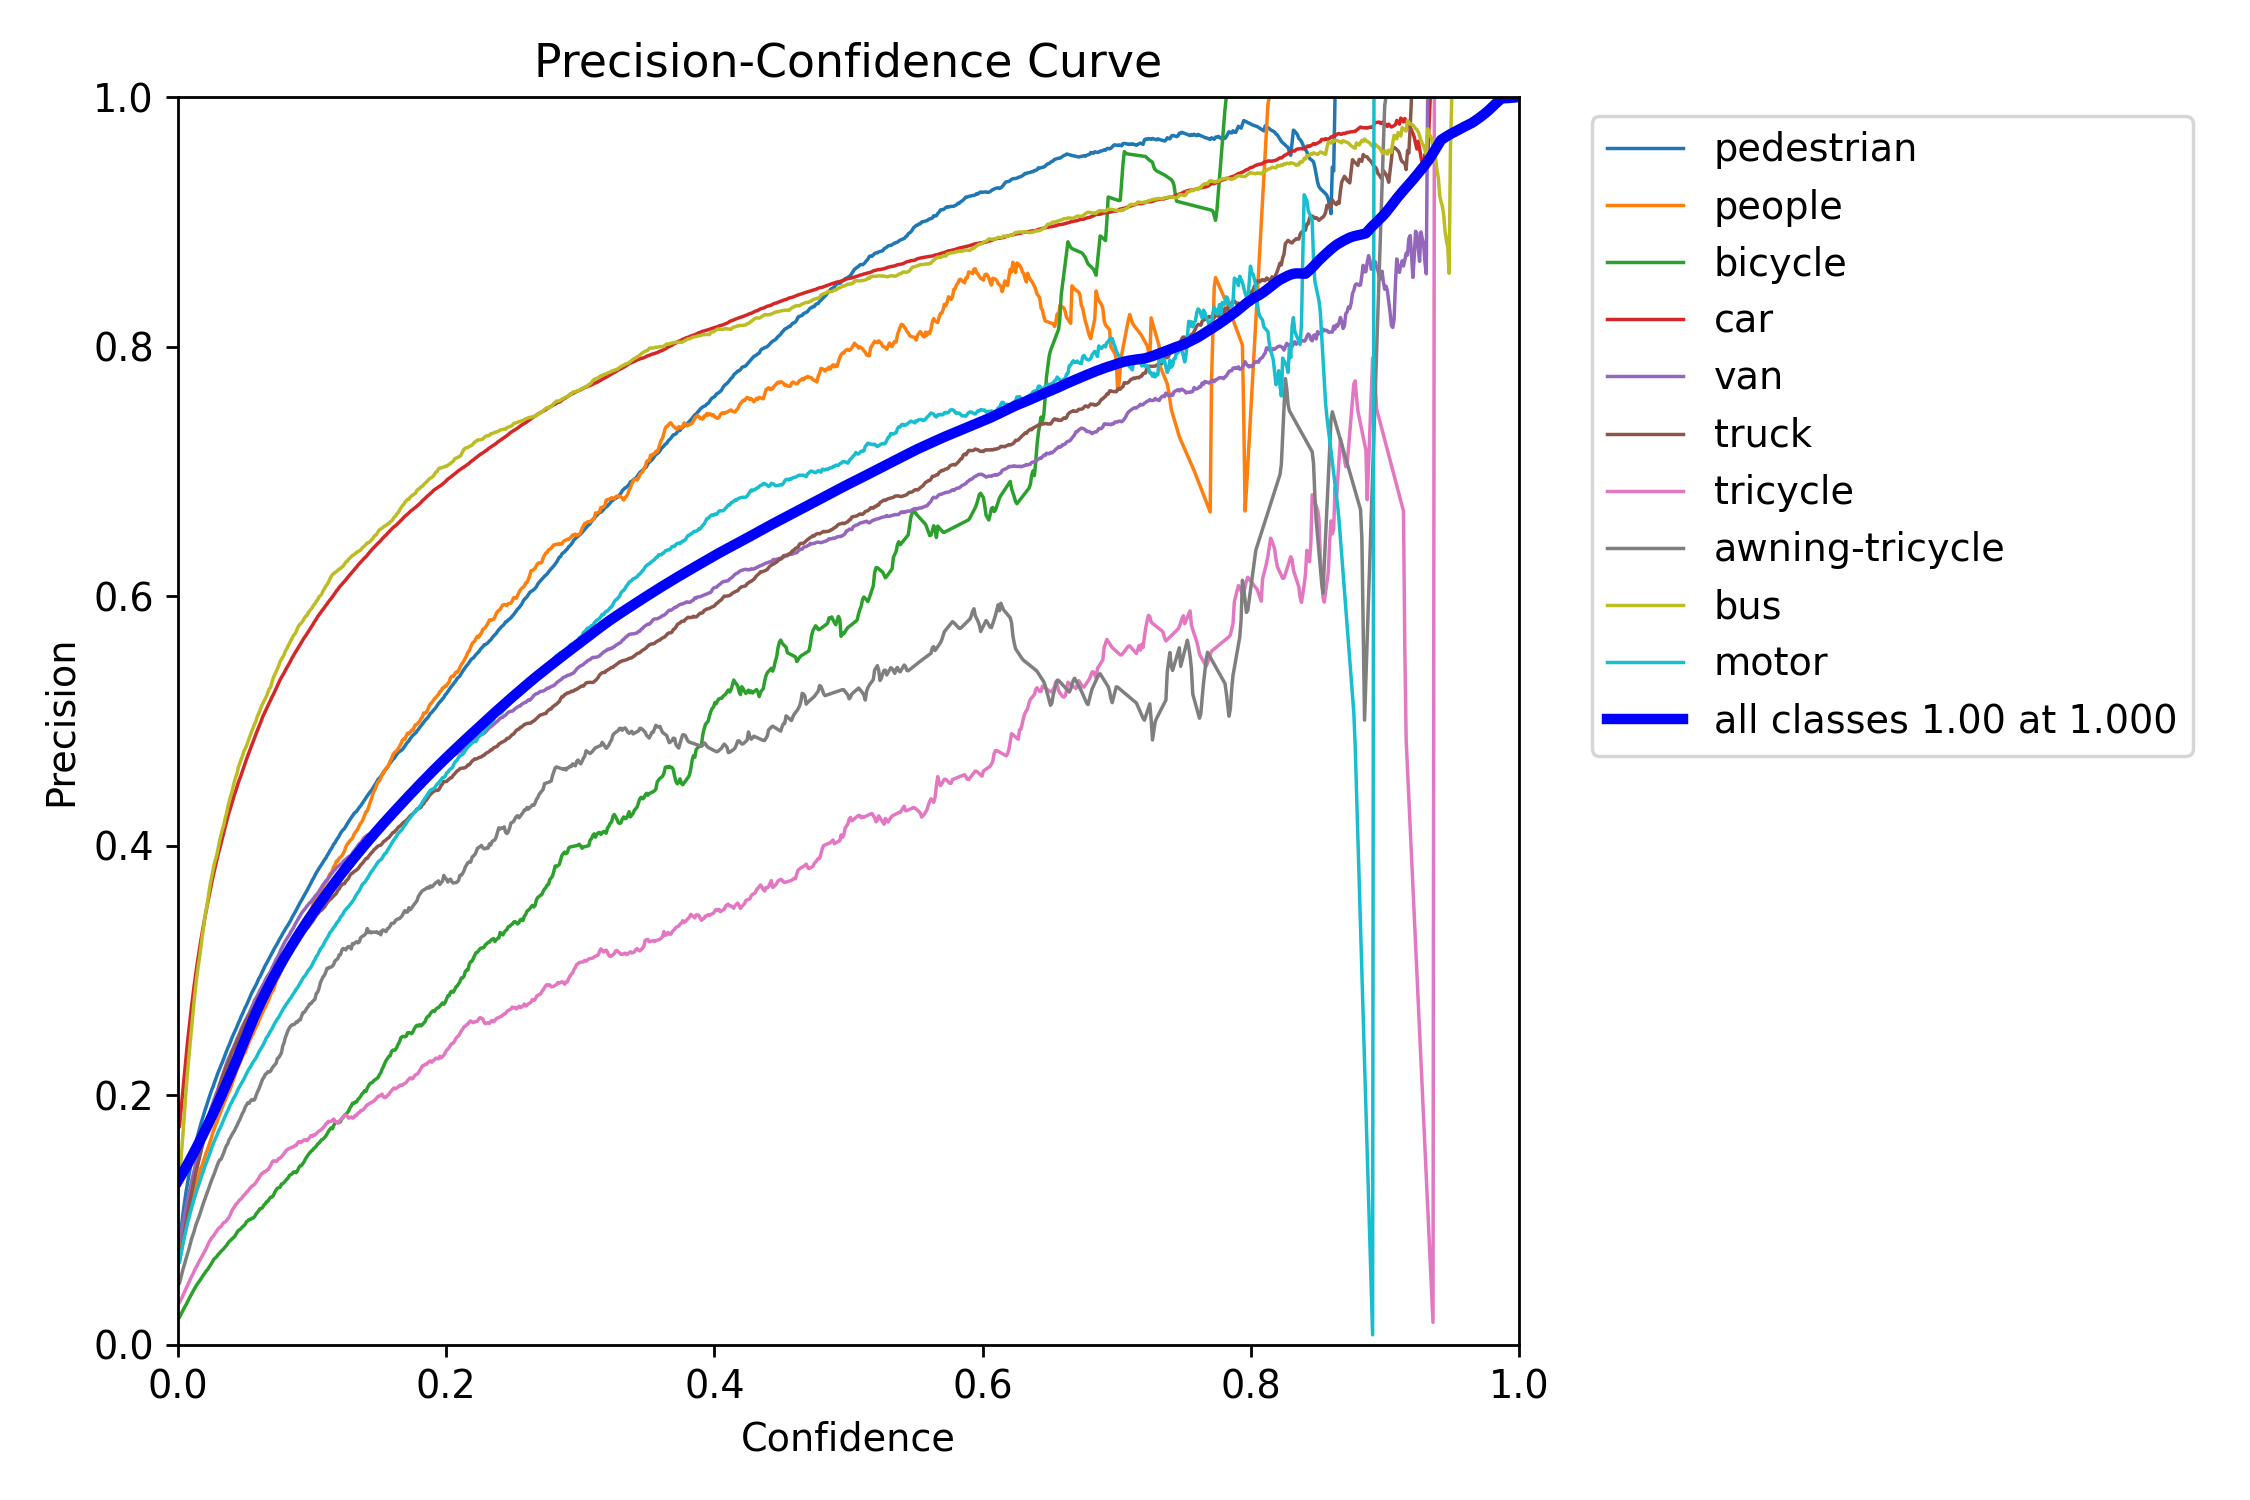 Precision-Confidence Curve
1.0
0.8
0.6
0.4
0.2
0.0
Precision
0.0 0.2 0.4 0.6 0.8 1.0
Confidence
pedestrian
people
bicycle
car
van
truck
tricycle
awning-tricycle
bus
motor
all classes 1.00 at 1.000